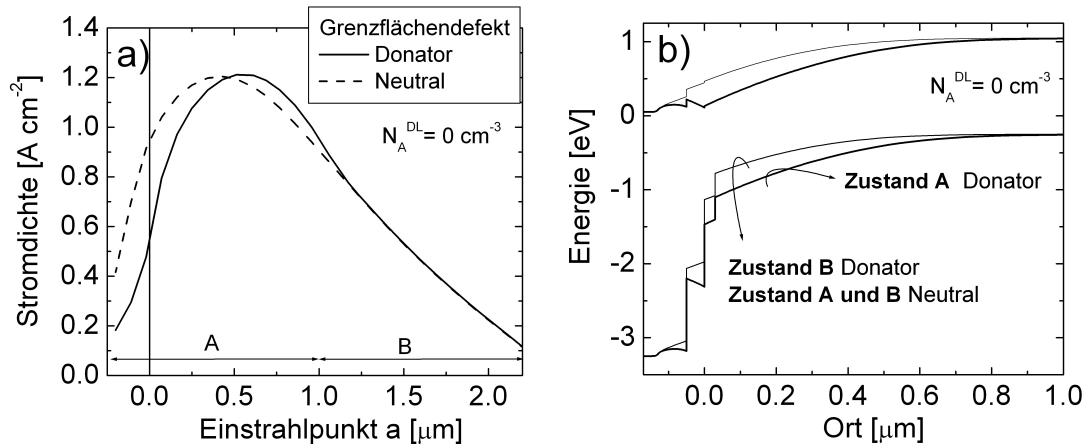 a)
Grenzflächendefekt
Donator
Neutral
N_A^DL = 0 cm^-3
A
B
1.4
1.2
1.0
0.8
0.6
0.4
0.2
0.0
0.0 0.5 1.0 1.5 2.0
Stromdichte [A cm^-2]
Einstrahlpunkt a [μm]
b)
N_A^DL = 0 cm^-3
Zustand A Donator
Zustand B Donator
Zustand A und B Neutral
1
0
-1
-2
-3
0.0 0.2 0.4 0.6 0.8 1.0
Energie [eV]
Ort [μm]